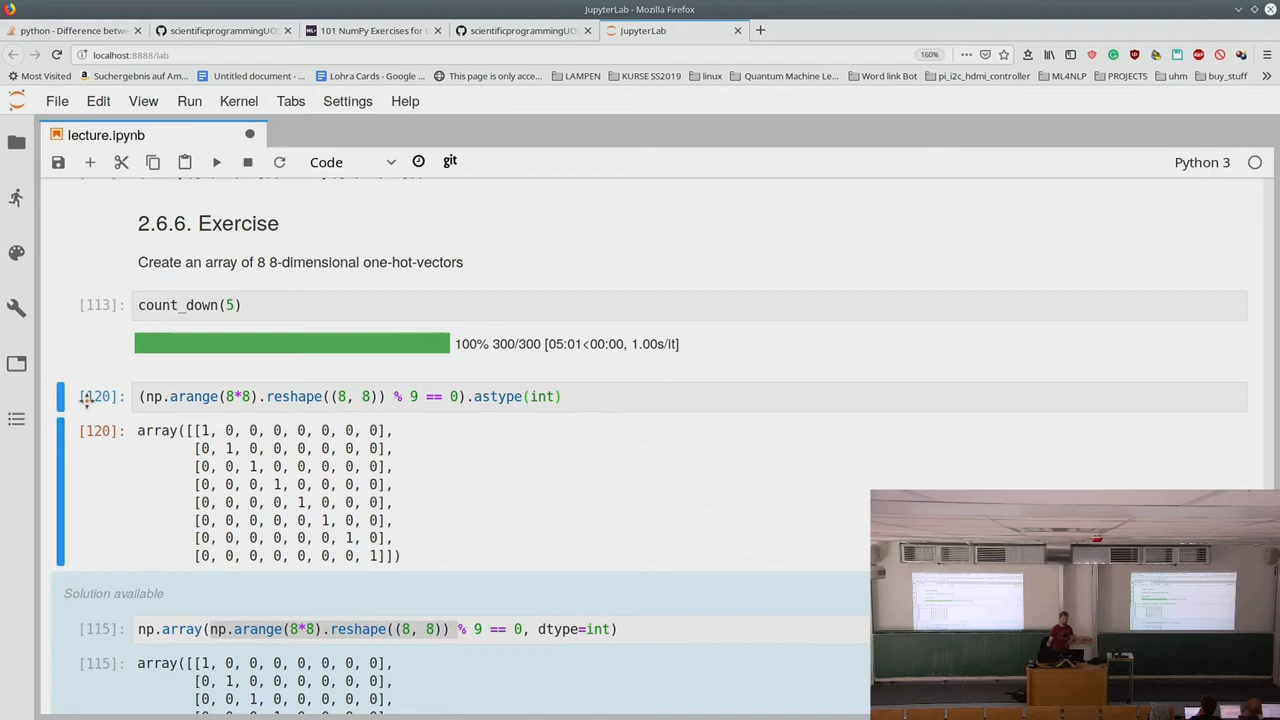 JupyterLab - Mozilla Firefox
python - Difference betwe
scientificprogrammingUO
101 NumPy Exercises for D
scientificprogrammingUO
JupyterLab
localhost:8888/lab
160%
Most Visited
Suchergebnis auf Am...
Untitled document - ...
Lohra Cards - Google ...
This page is only acce...
LAMPEN
KURSE SS2019
linux
Quantum Machine Le...
Word link Bot
pi_i2c_hdmi_controller
ML4NLP
PROJECTS
uhm
buy_stuff
File Edit View Run Kernel Tabs Settings Help
lecture.ipynb
Code
git
Python 3
2.6.6. Exercise
Create an array of 8 8-dimensional one-hot-vectors
[113]: count_down(5)
100% 300/300 [05:01<00:00, 1.00s/it]
[120]: (np.arange(8*8).reshape((8, 8)) % 9 == 0).astype(int)
[120]: array([[1, 0, 0, 0, 0, 0, 0, 0],
[0, 1, 0, 0, 0, 0, 0, 0],
[0, 0, 1, 0, 0, 0, 0, 0],
[0, 0, 0, 1, 0, 0, 0, 0],
[0, 0, 0, 0, 1, 0, 0, 0],
[0, 0, 0, 0, 0, 1, 0, 0],
[0, 0, 0, 0, 0, 0, 1, 0],
[0, 0, 0, 0, 0, 0, 0, 1]])
Solution available
[115]: np.array(np.arange(8*8).reshape((8, 8)) % 9 == 0, dtype=int)
[115]: array([[1, 0, 0, 0, 0, 0, 0, 0],
[0, 1, 0, 0, 0, 0, 0, 0],
[0, 0, 1, 0, 0, 0, 0, 0],